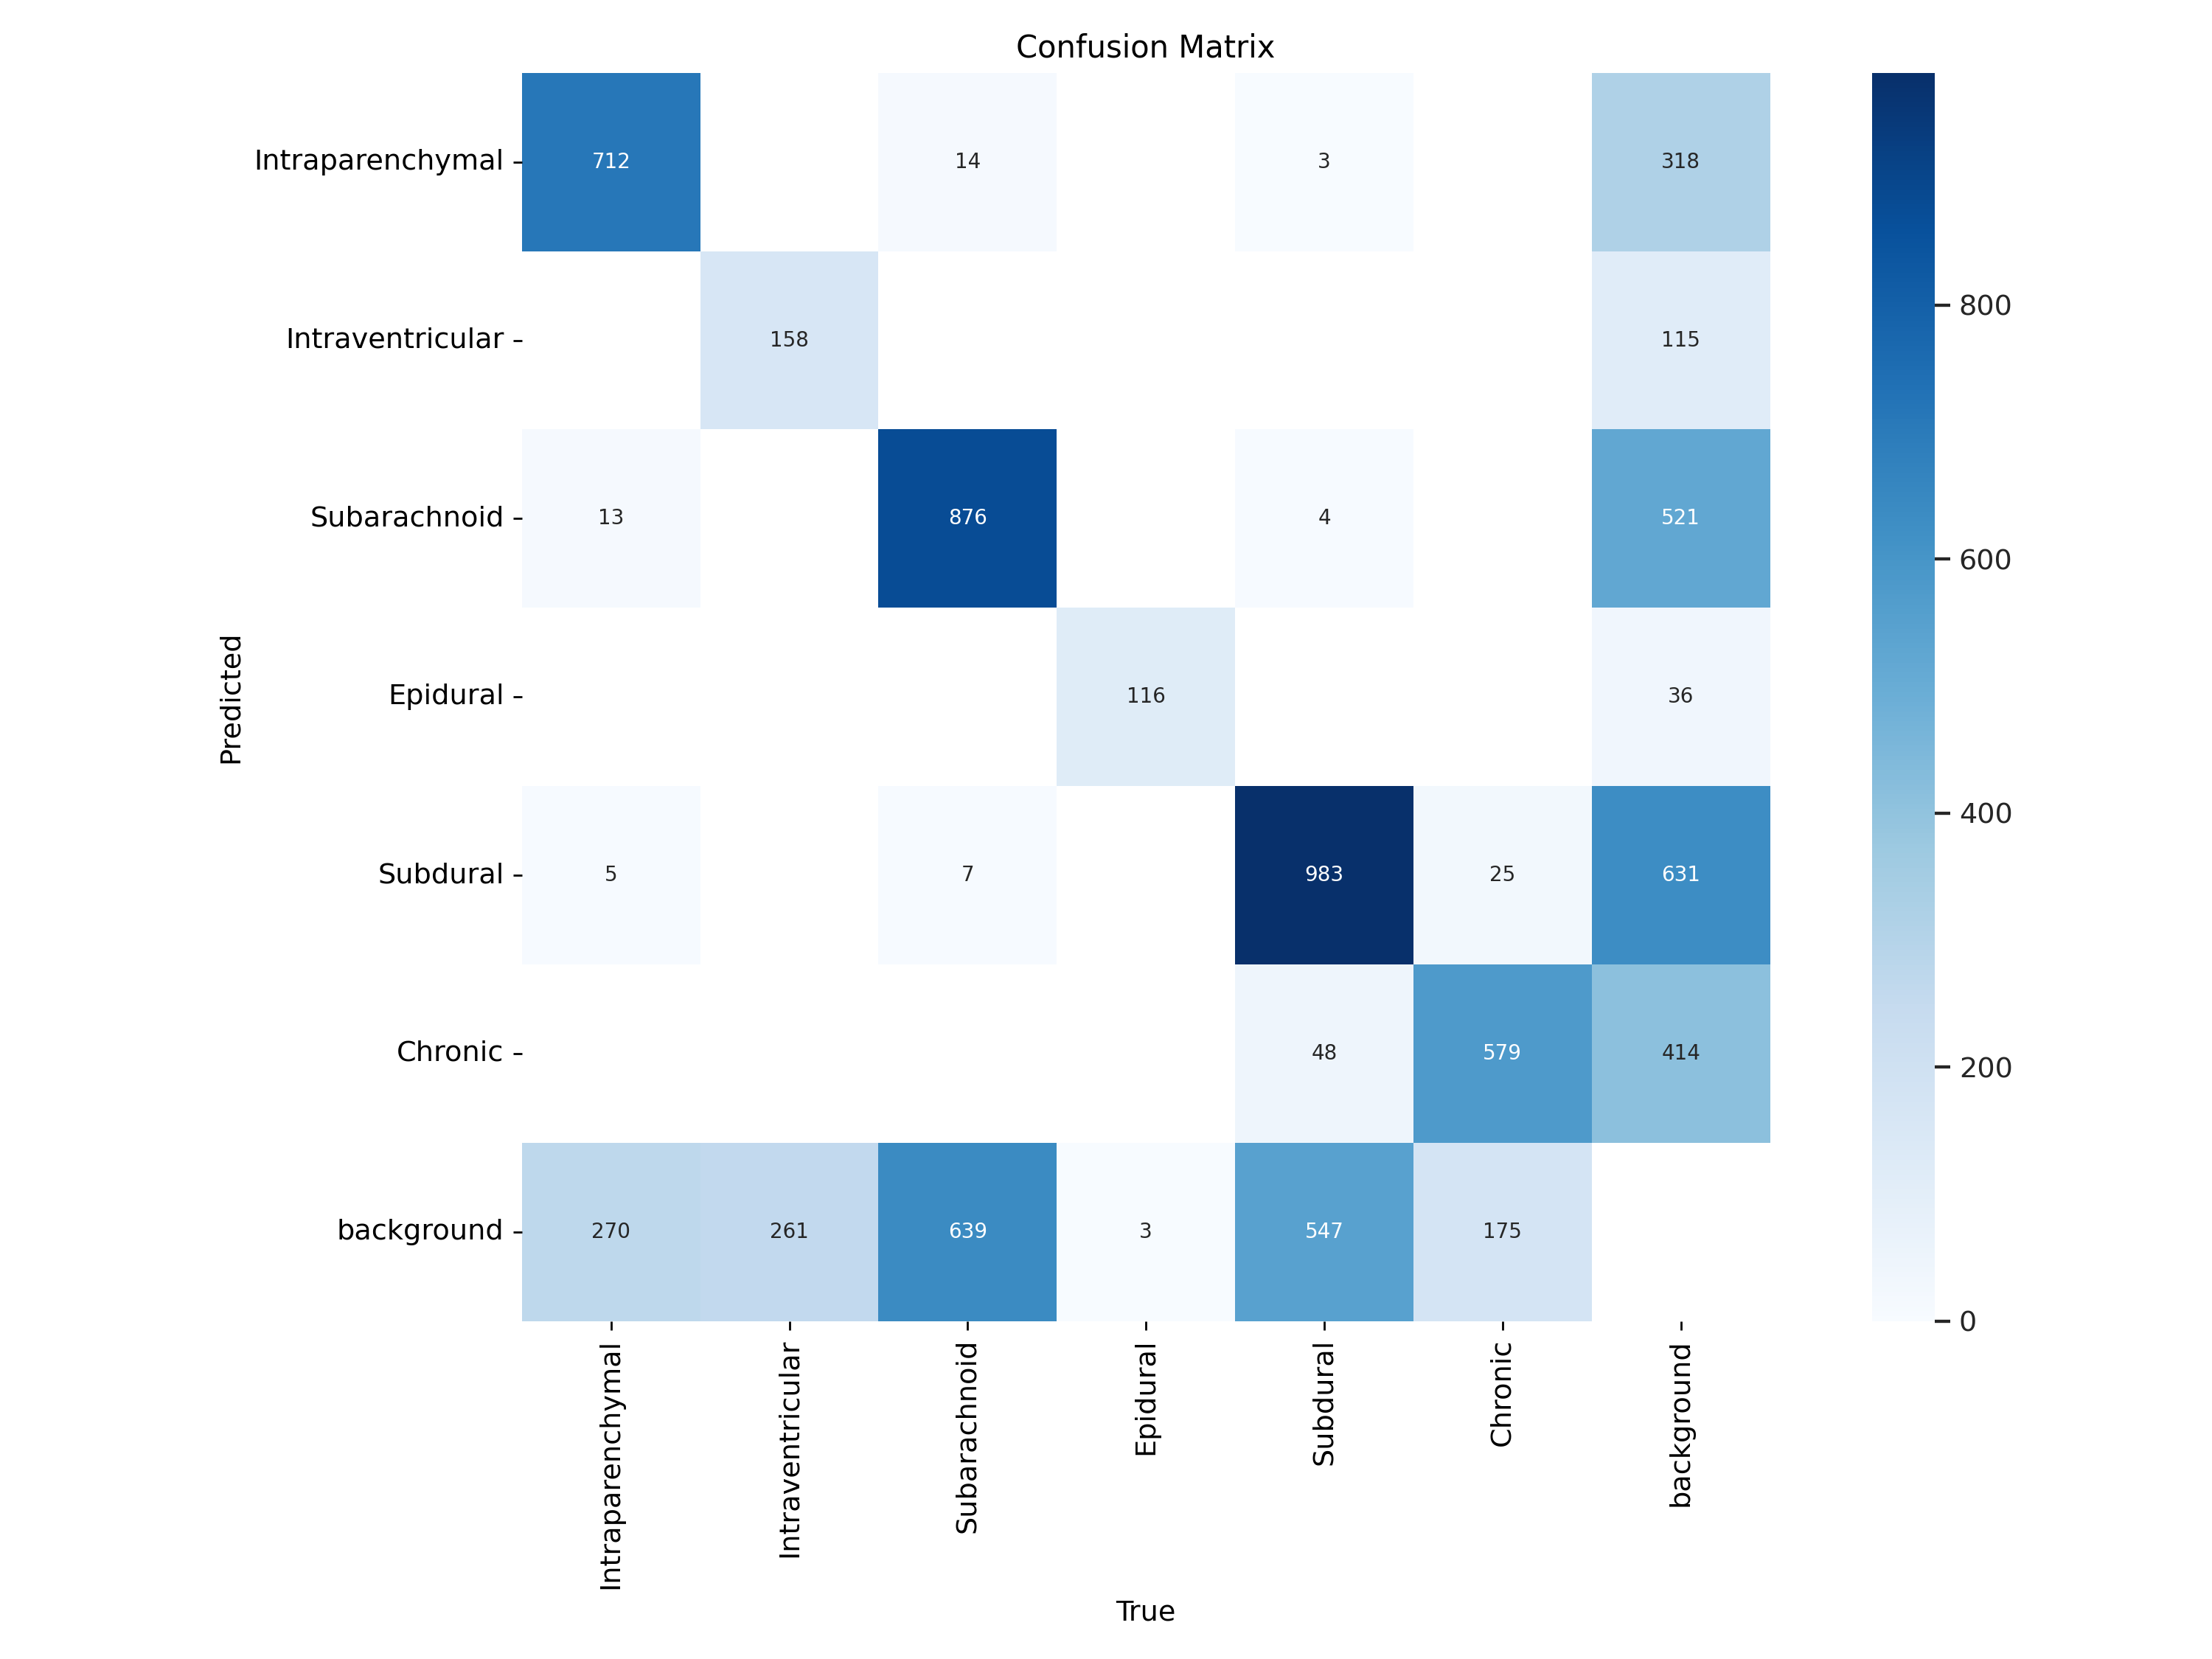 Confusion Matrix
Predicted
Intraparenchymal 712 14 3 318
Intraventricular 158 115
Subarachnoid 13 876 4 521
Epidural 116 36
Subdural 5 7 983 25 631
Chronic 48 579 414
background 270 261 639 3 547 175
Intraparenchymal Intraventricular Subarachnoid Epidural Subdural Chronic background
True
800
600
400
200
0